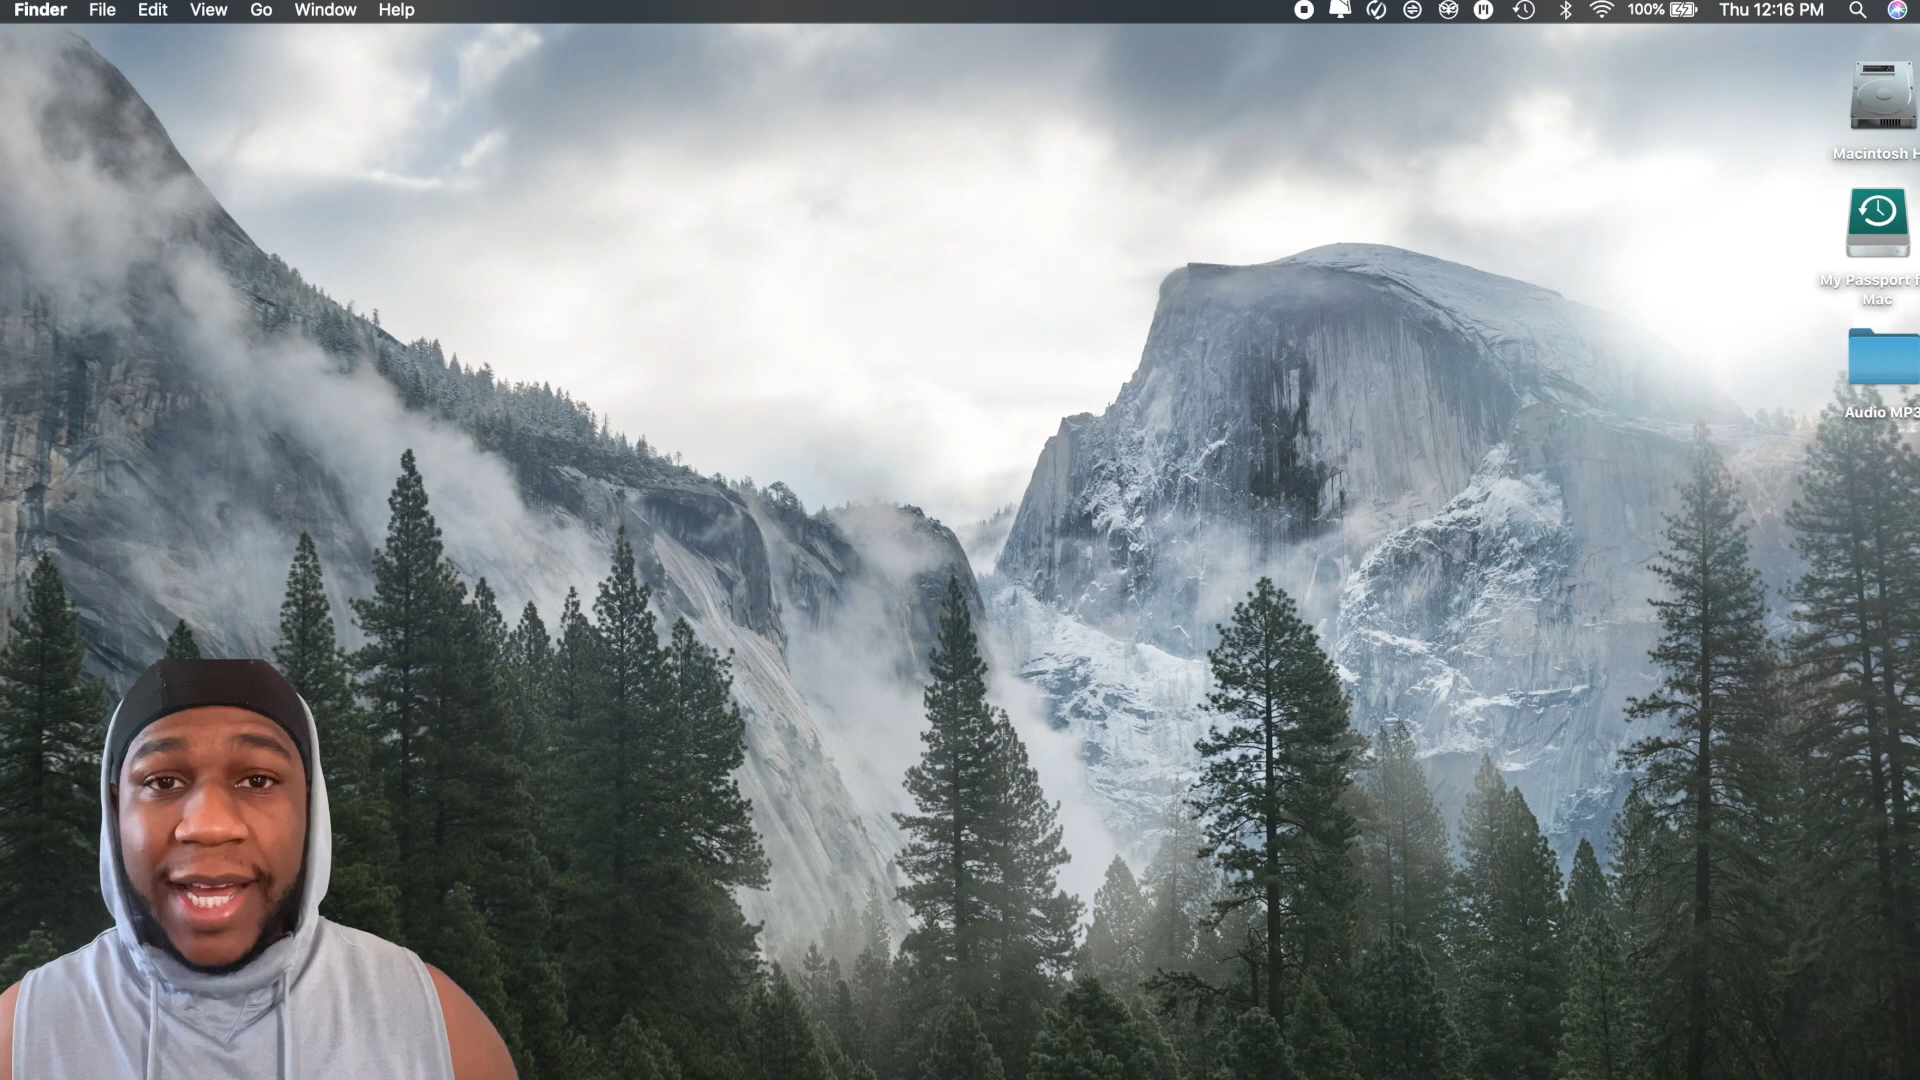 Finder File Edit View Go Window Help 100% Thu 12:16 PM
Macintosh H
My Passport f
Mac
Audio MP3